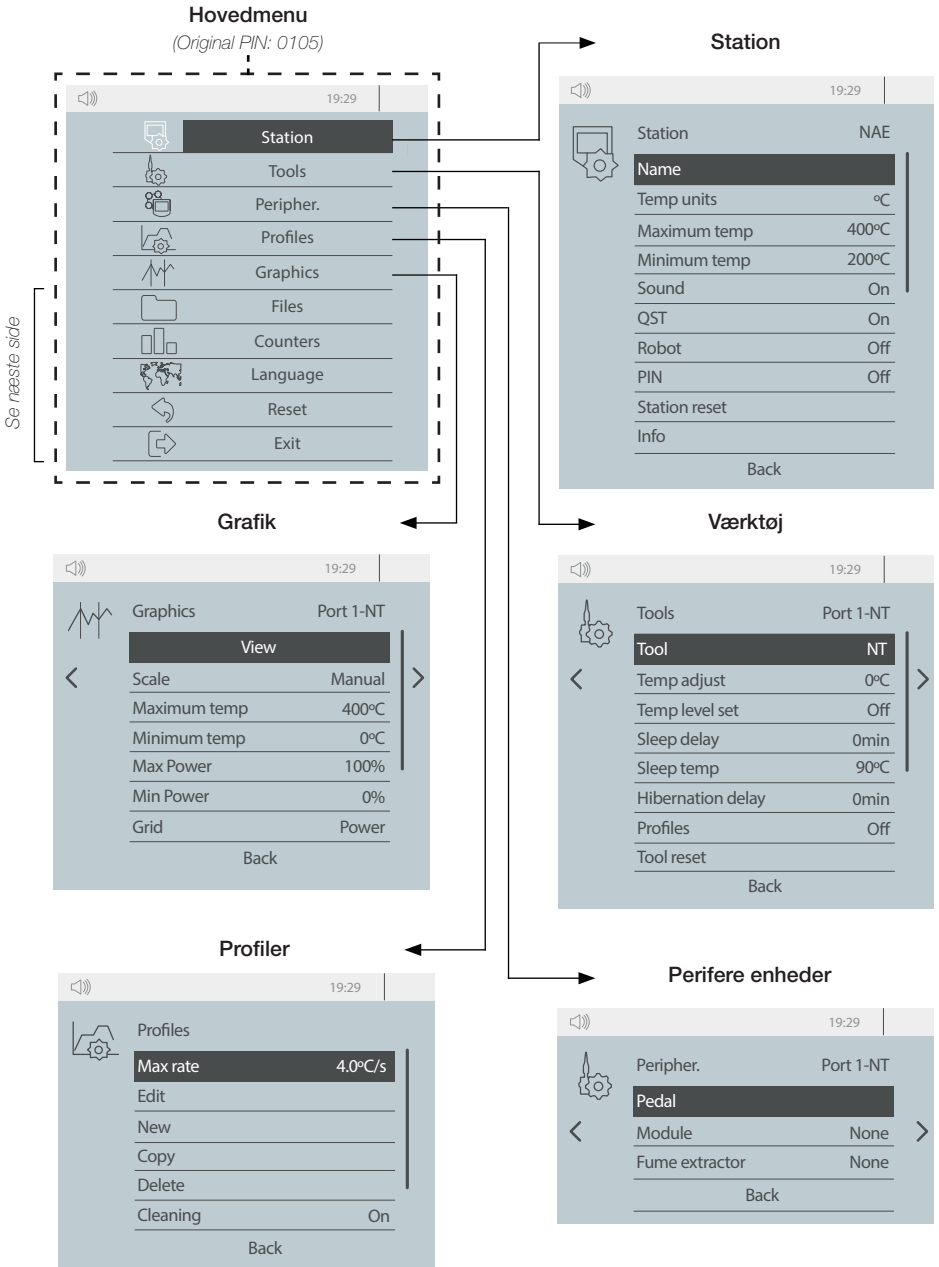 Hovedmenu
(Original PIN: 0105)
19:29
Station
Tools
Peripher.
Profiles
Graphics
Files
Counters
Language
Reset
Exit
Se næste side
Station
19:29
Station NAE
Name
Temp units ºC
Maximum temp 400ºC
Minimum temp 200ºC
Sound On
QST On
Robot Off
PIN Off
Station reset
Info
Back
Grafik
19:29
Graphics Port 1-NT
View
Scale Manual
Maximum temp 400ºC
Minimum temp 0ºC
Max Power 100%
Min Power 0%
Grid Power
Back
Værktøj
19:29
Tools Port 1-NT
Tool NT
Temp adjust 0ºC
Temp level set Off
Sleep delay 0min
Sleep temp 90ºC
Hibernation delay 0min
Profiles Off
Tool reset
Back
Profiler
19:29
Profiles
Max rate 4.0ºC/s
Edit
New
Copy
Delete
Cleaning On
Back
Perifere enheder
19:29
Peripher. Port 1-NT
Pedal
Module None
Fume extractor None
Back